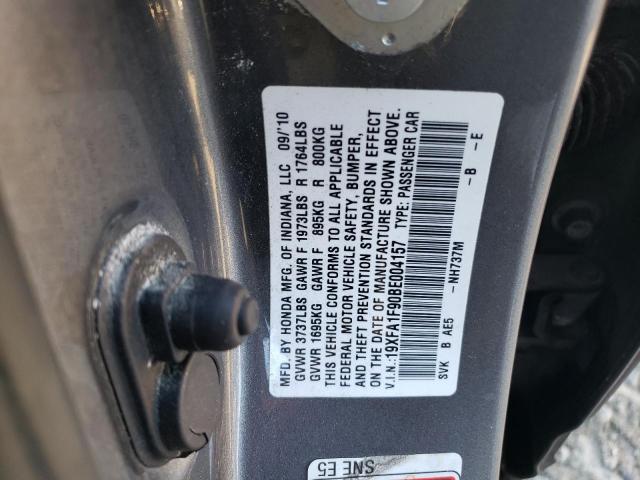 MFD. BY HONDA MFG. OF INDIANA, LLC 09/10
GVWR 3737LBS GAWR F 1973LBS R 1764LBS
GVWR 1695KG GAWR F 895KG R 800KG
THIS VEHICLE CONFORMS TO ALL APPLICABLE
FEDERAL MOTOR VEHICLE SAFETY, BUMPER,
AND THEFT PREVENTION STANDARDS IN EFFECT
ON THE DATE OF MANUFACTURE SHOWN ABOVE.
V.I.N.:19XFA1F90BE004157 TYPE: PASSENGER CAR
SVK B AE5 -NH737M -B -E
SNE E5